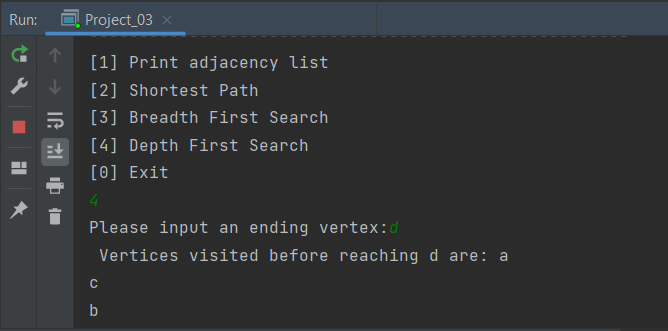 Run: Project_03
[1] Print adjacency list
[2] Shortest Path
[3] Breadth First Search
[4] Depth First Search
[0] Exit
4
Please input an ending vertex:d
 Vertices visited before reaching d are: a
c
b